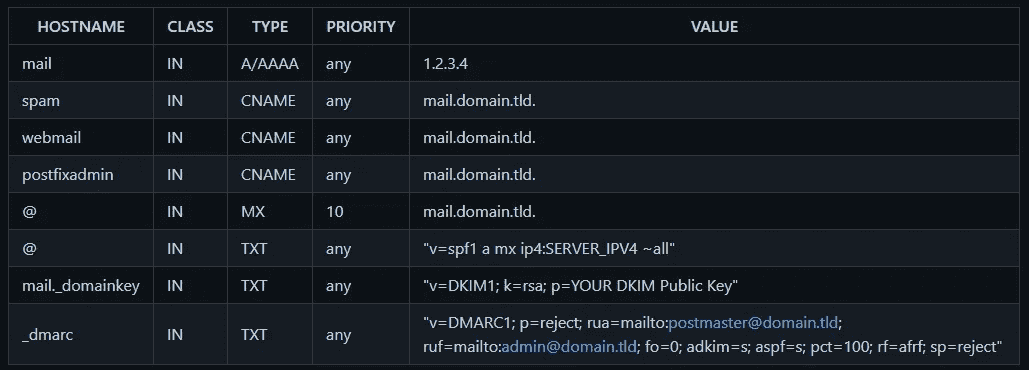 HOSTNAME CLASS TYPE PRIORITY VALUE
mail IN A/AAAA any 1.2.3.4
spam IN CNAME any mail.domain.tld.
webmail IN CNAME any mail.domain.tld.
postfixadmin IN CNAME any mail.domain.tld.
@ IN MX 10 mail.domain.tld.
@ IN TXT any "v=spf1 a mx ip4:SERVER_IPV4 ~all"
mail._domainkey IN TXT any "v=DKIM1; k=rsa; p=YOUR DKIM Public Key"
_dmarc IN TXT any "v=DMARC1; p=reject; rua=mailto:postmaster@domain.tld;
ruf=mailto:admin@domain.tld; fo=0; adkim=s; aspf=s; pct=100; rf=afrf; sp=reject"